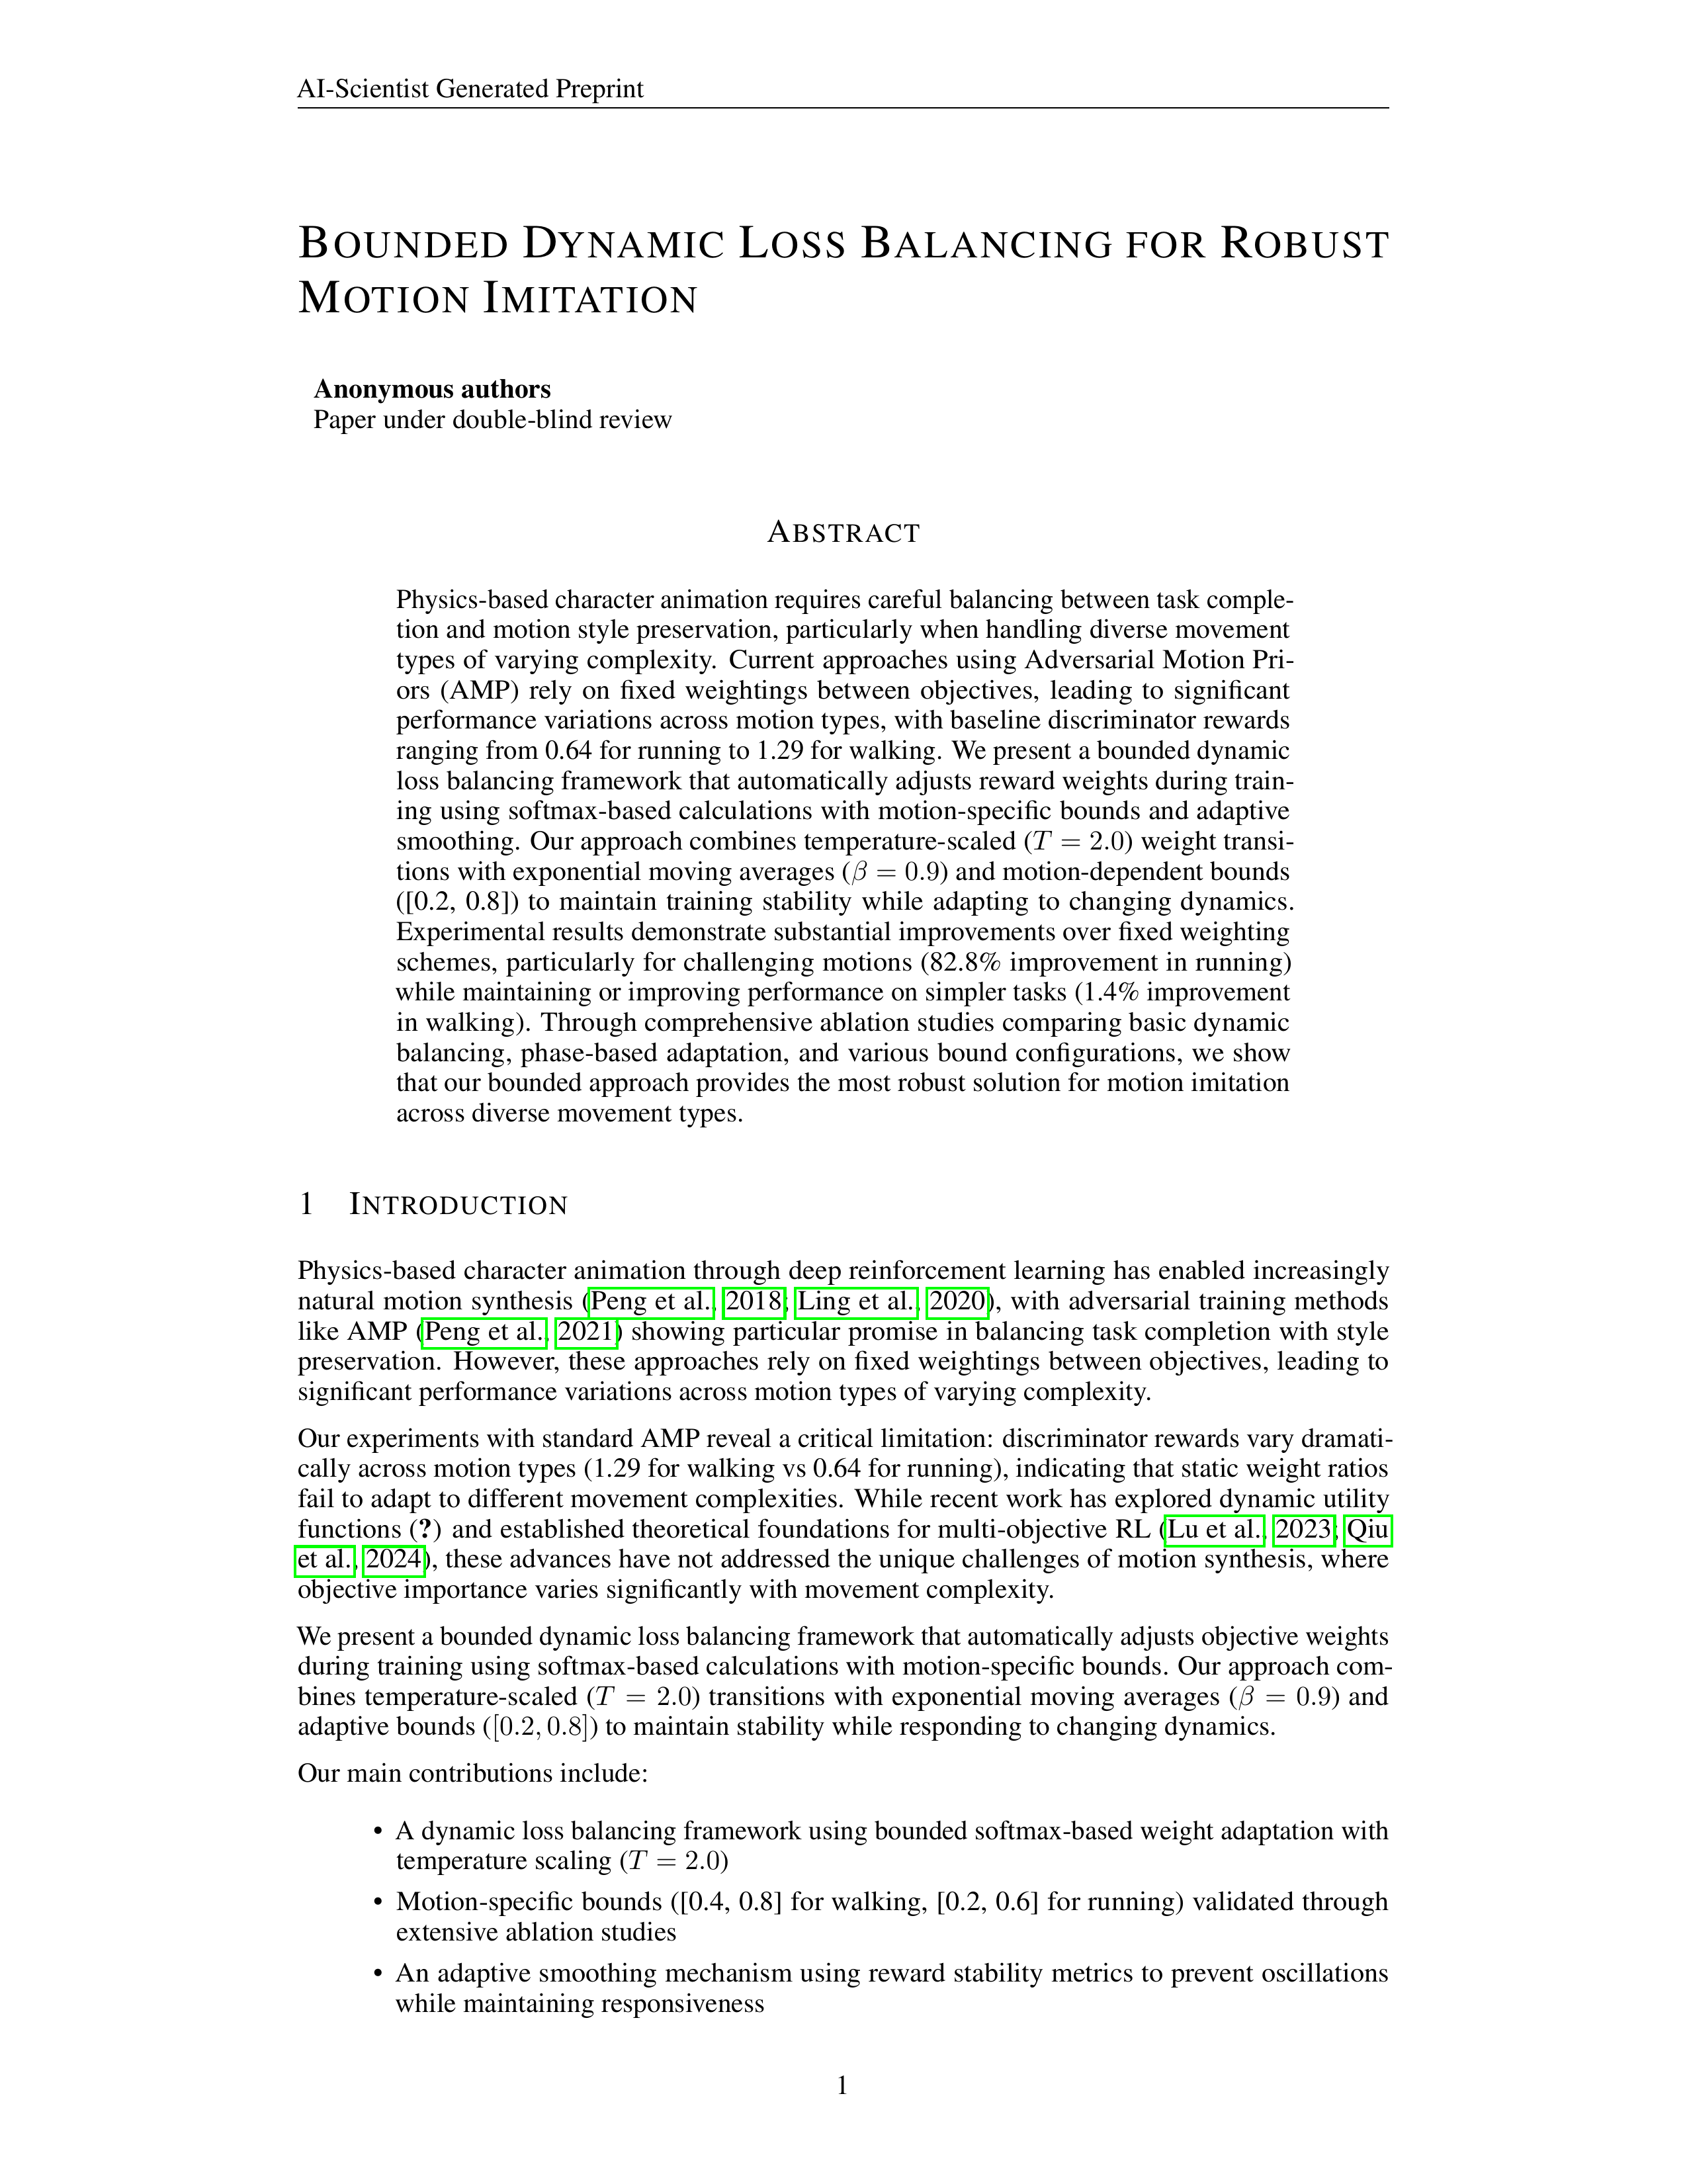 AI-Scientist Generated Preprint
BOUNDED DYNAMIC LOSS BALANCING FOR ROBUST
MOTION IMITATION
Anonymous authors
Paper under double-blind review
ABSTRACT
Physics-based character animation requires careful balancing between task comple-
tion and motion style preservation, particularly when handling diverse movement
types of varying complexity. Current approaches using Adversarial Motion Pri-
ors (AMP) rely on fixed weightings between objectives, leading to significant
performance variations across motion types, with baseline discriminator rewards
ranging from 0.64 for running to 1.29 for walking. We present a bounded dynamic
loss balancing framework that automatically adjusts reward weights during train-
ing using softmax-based calculations with motion-specific bounds and adaptive
smoothing. Our approach combines temperature-scaled (T = 2.0) weight transi-
tions with exponential moving averages (β = 0.9) and motion-dependent bounds
([0.2, 0.8]) to maintain training stability while adapting to changing dynamics.
Experimental results demonstrate substantial improvements over fixed weighting
schemes, particularly for challenging motions (82.8% improvement in running)
while maintaining or improving performance on simpler tasks (1.4% improvement
in walking). Through comprehensive ablation studies comparing basic dynamic
balancing, phase-based adaptation, and various bound configurations, we show
that our bounded approach provides the most robust solution for motion imitation
across diverse movement types.
1 INTRODUCTION
Physics-based character animation through deep reinforcement learning has enabled increasingly
natural motion synthesis (Peng et al., 2018; Ling et al., 2020), with adversarial training methods
like AMP (Peng et al., 2021) showing particular promise in balancing task completion with style
preservation. However, these approaches rely on fixed weightings between objectives, leading to
significant performance variations across motion types of varying complexity.
Our experiments with standard AMP reveal a critical limitation: discriminator rewards vary dramati-
cally across motion types (1.29 for walking vs 0.64 for running), indicating that static weight ratios
fail to adapt to different movement complexities. While recent work has explored dynamic utility
functions (?) and established theoretical foundations for multi-objective RL (Lu et al., 2023; Qiu
et al., 2024), these advances have not addressed the unique challenges of motion synthesis, where
objective importance varies significantly with movement complexity.
We present a bounded dynamic loss balancing framework that automatically adjusts objective weights
during training using softmax-based calculations with motion-specific bounds. Our approach com-
bines temperature-scaled (T = 2.0) transitions with exponential moving averages (β = 0.9) and
adaptive bounds ([0.2, 0.8]) to maintain stability while responding to changing dynamics.
Our main contributions include:
• A dynamic loss balancing framework using bounded softmax-based weight adaptation with
temperature scaling (T = 2.0)
• Motion-specific bounds ([0.4, 0.8] for walking, [0.2, 0.6] for running) validated through
extensive ablation studies
• An adaptive smoothing mechanism using reward stability metrics to prevent oscillations
while maintaining responsiveness
1